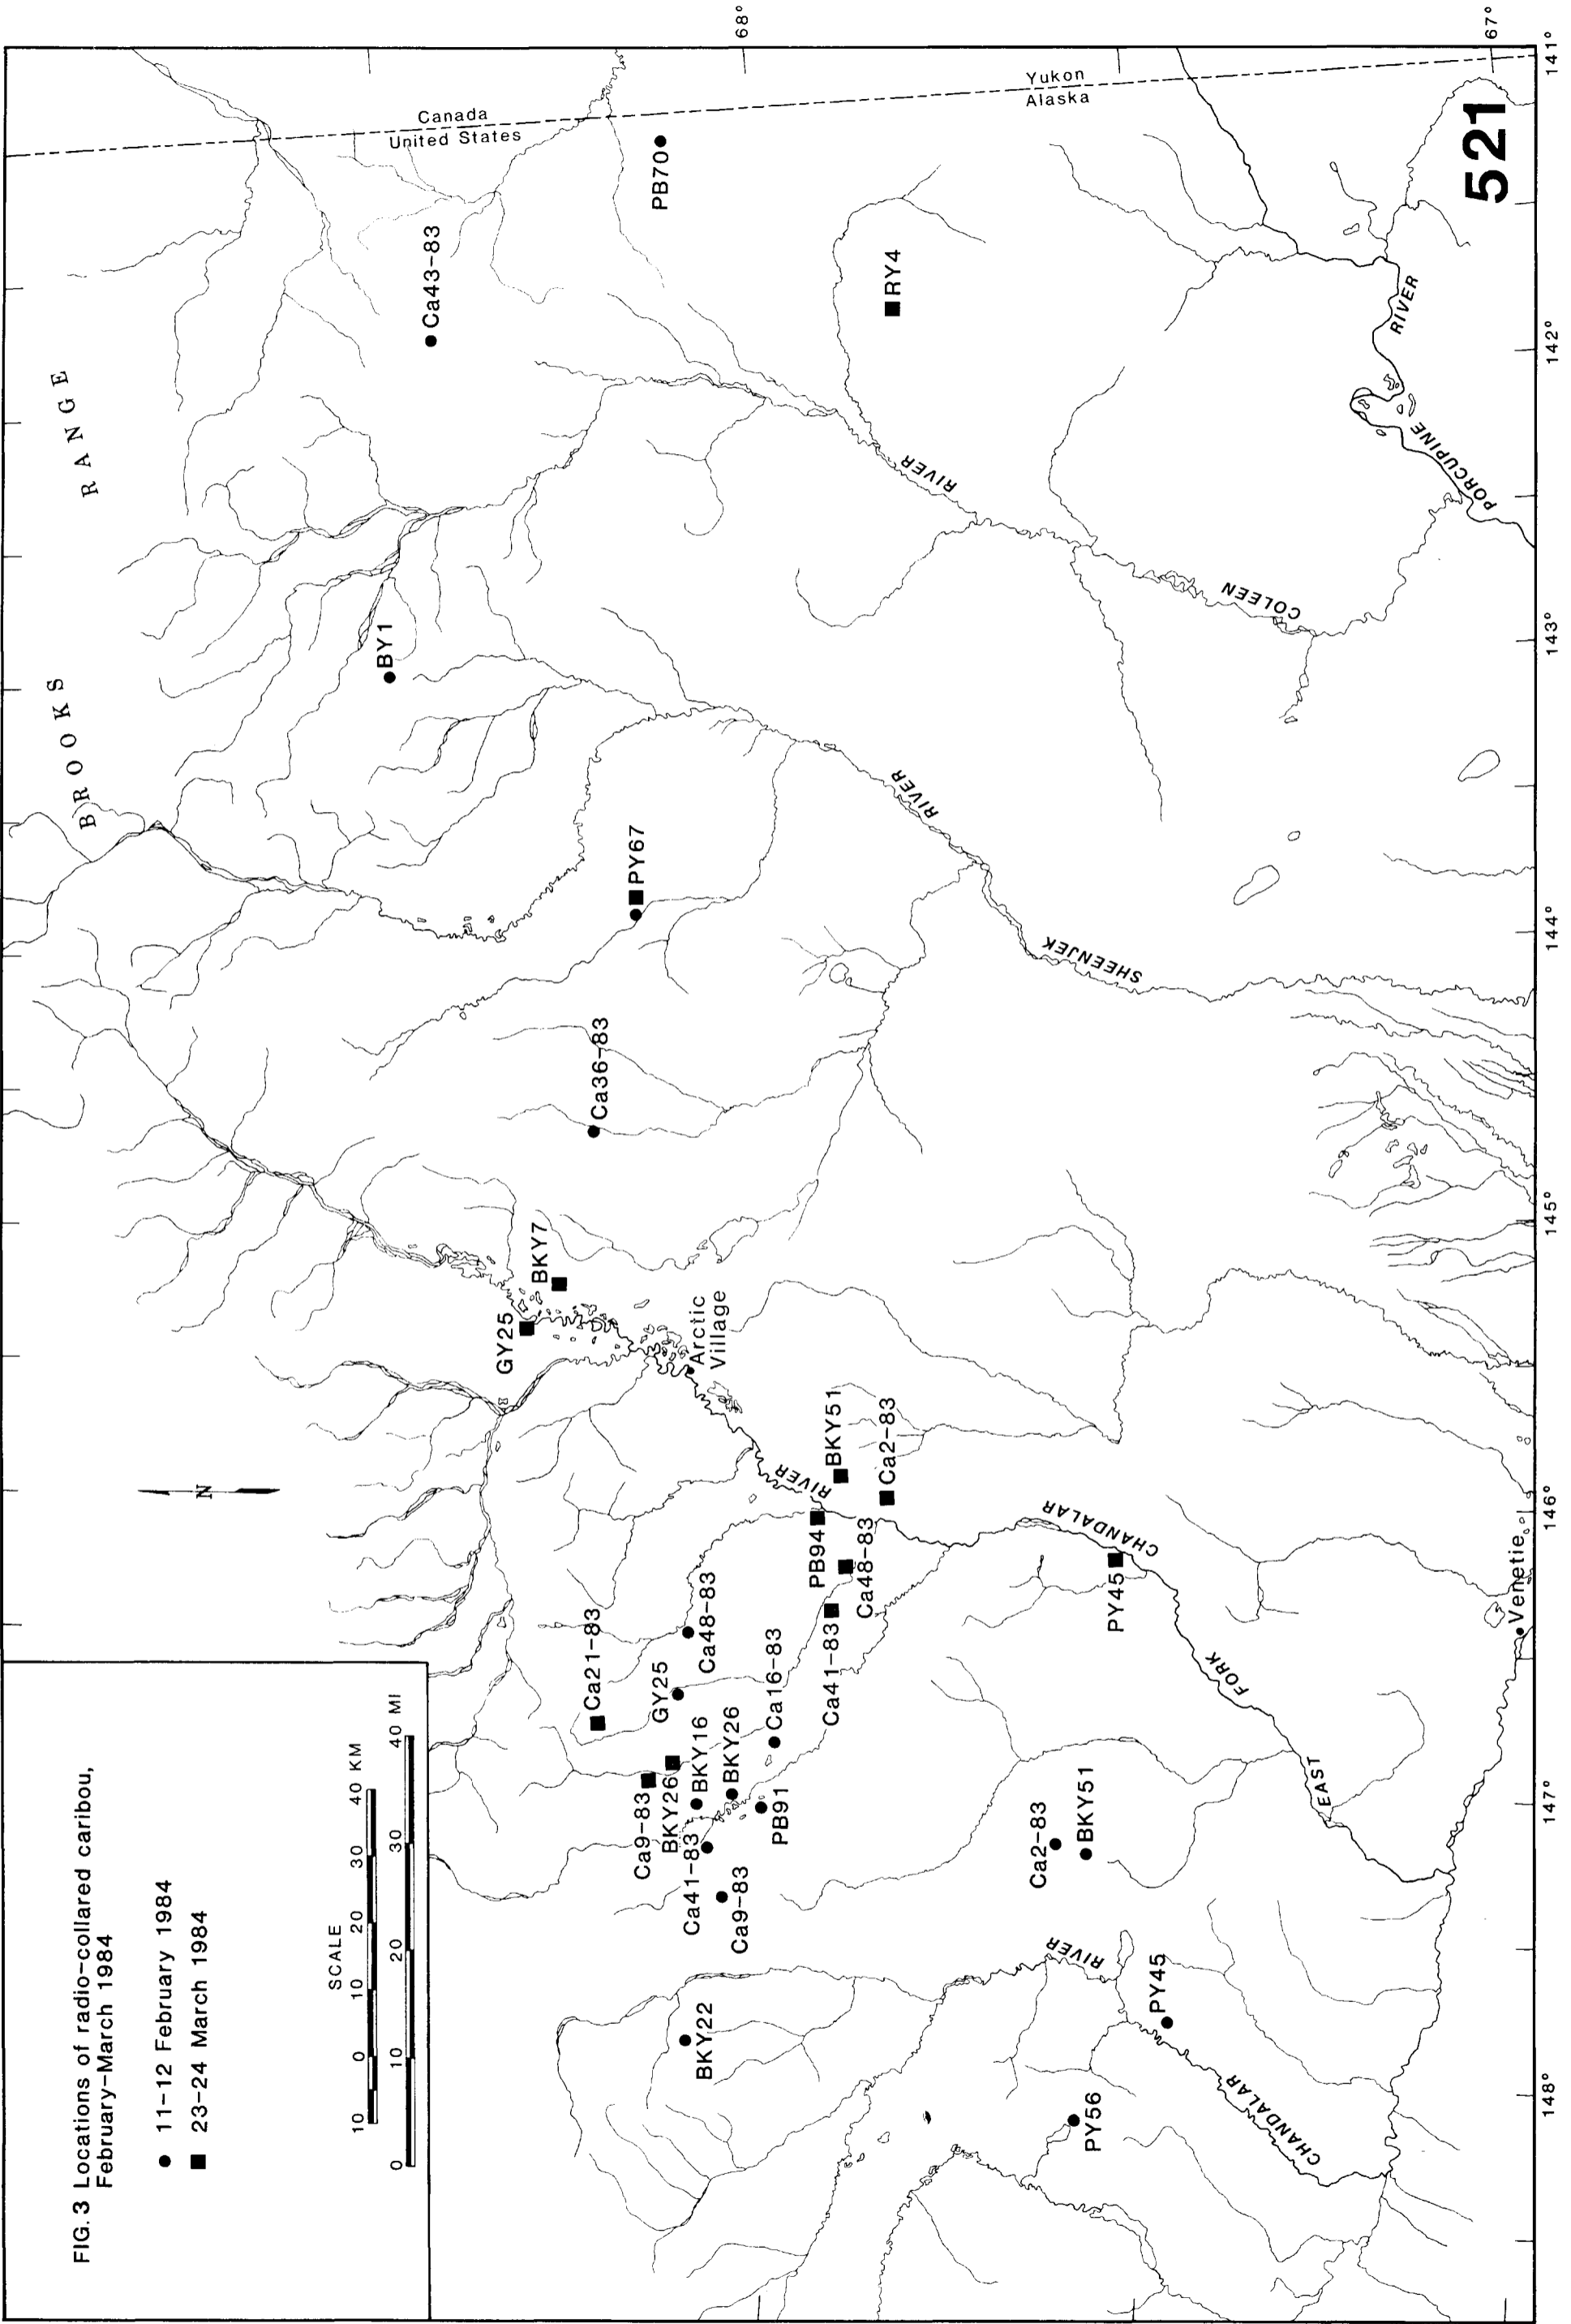 FIG. 3 Locations of radio-collared caribou,
February-March 1984
11-12 February 1984
23-24 March 1984
SCALE
10 0 10 20 30 40 KM
0 10 20 30 40 MI
BROOKS RANGE
N
Canada
United States
Yukon
Alaska
Ca43-83
PB70
BY1
RY4
PY67
Ca36-83
BKY7
GY25
Arctic
Village
BKY51
Ca2-83
PB94
Ca48-83
Ca41-83
PY45
Ca21-83
Ca48-83
GY25
Ca16-83
BKY16
BKY26
Ca9-83
BKY26
PB91
Ca41-83
Ca9-83
Ca2-83
BKY51
BKY22
PY45
PY56
Venetie
COLEEN RIVER
PORCUPINE RIVER
SHEENJEK RIVER
EAST FORK CHANDALAR RIVER
CHANDALAR RIVER
148° 147° 146° 145° 144° 143° 142° 141°
68°
67°
521